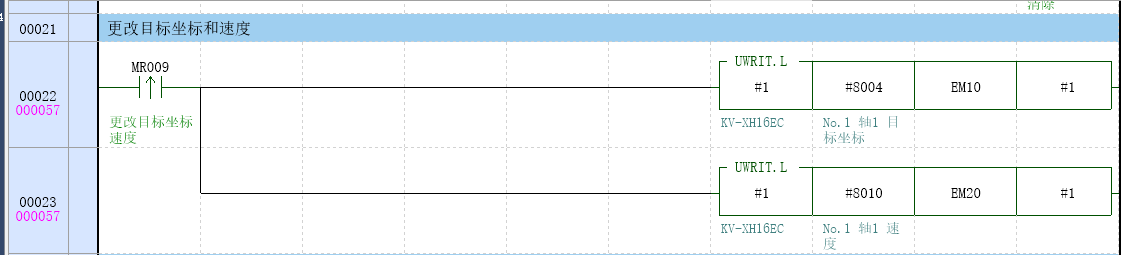 清除
00021 更改目标坐标和速度
MR009
UWRIT.L
00022
#1 #8004 EM10 #1
000057
更改目标坐标
速度
KV-XH16EC No.1 轴1 目
标坐标
UWRIT.L
00023
#1 #8010 EM20 #1
000057
KV-XH16EC No.1 轴1 速
度